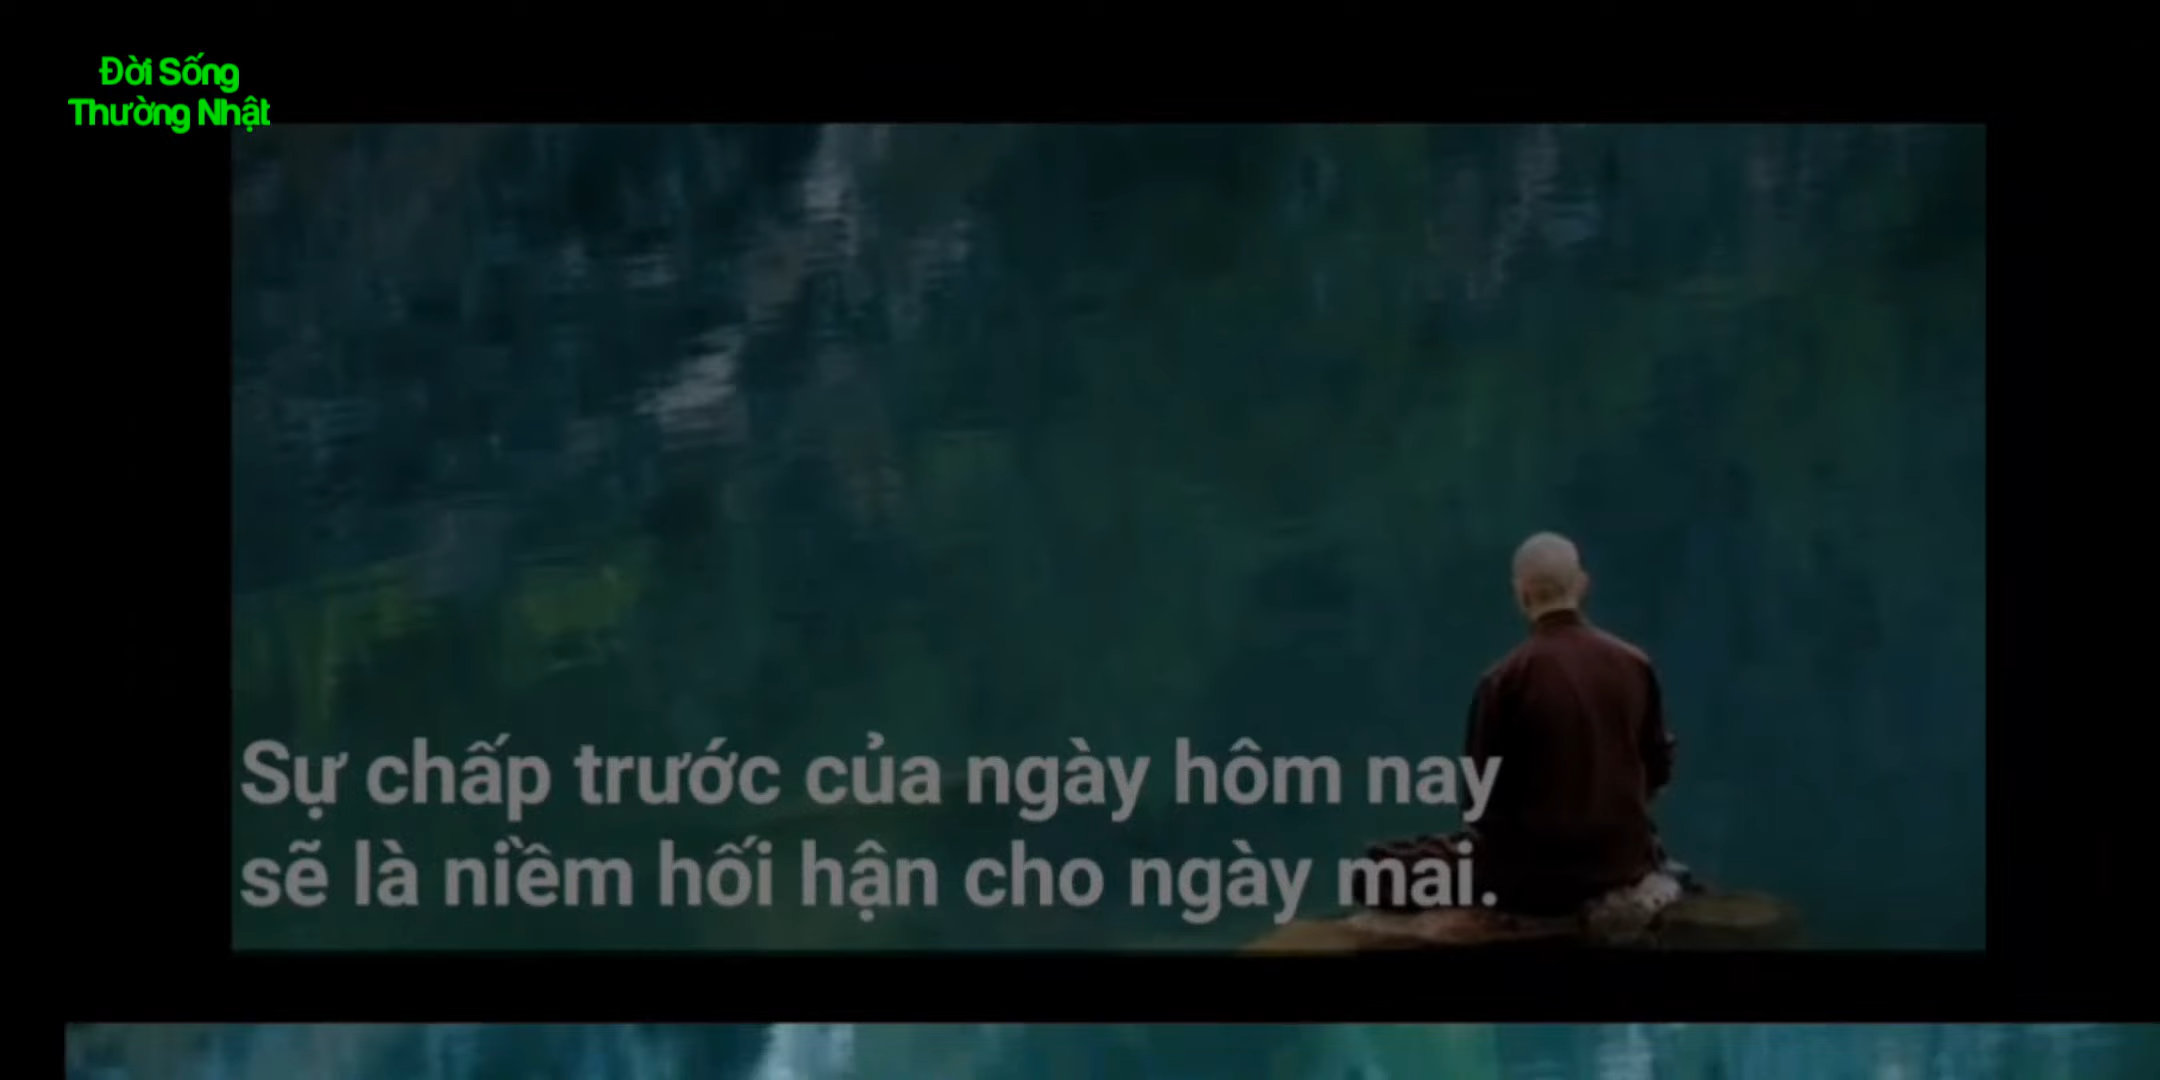 Đời Sống
Thường Nhật
Sự chấp trước của ngày hôm nay
sẽ là niềm hối hận cho ngày mai.